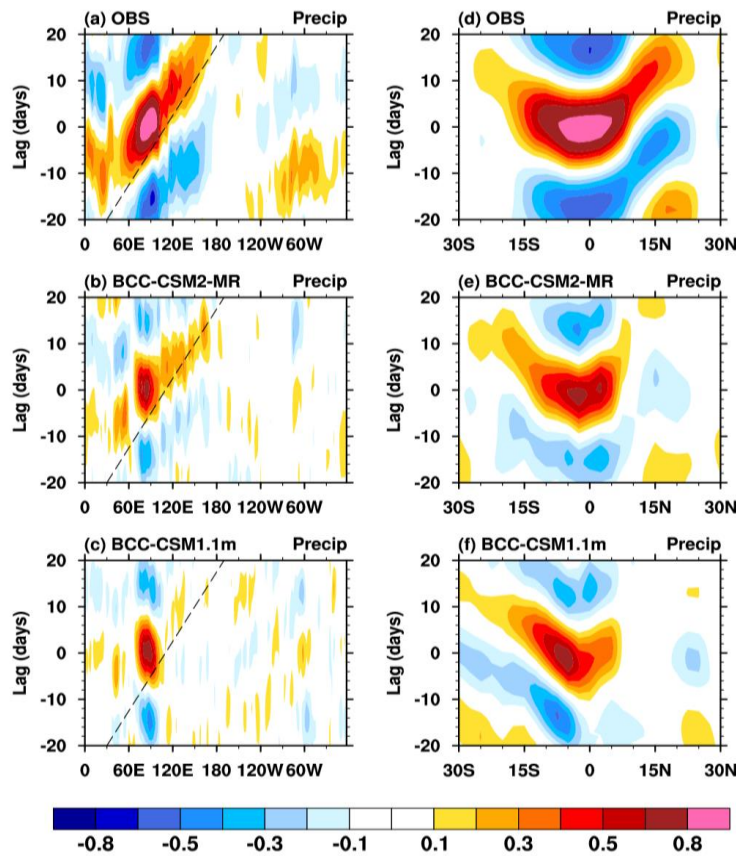 (a) OBS Precip
20
10
0
-10
-20
Lag (days)
0 60E 120E 180 120W 60W
(d) OBS Precip
20
10
0
-10
-20
Lag (days)
30S 15S 0 15N 30N
(b) BCC-CSM2-MR Precip
20
10
0
-10
-20
Lag (days)
0 60E 120E 180 120W 60W
(e) BCC-CSM2-MR Precip
20
10
0
-10
-20
Lag (days)
30S 15S 0 15N 30N
(c) BCC-CSM1.1m Precip
20
10
0
-10
-20
Lag (days)
0 60E 120E 180 120W 60W
(f) BCC-CSM1.1m Precip
20
10
0
-10
-20
Lag (days)
30S 15S 0 15N 30N
-0.8 -0.5 -0.3 -0.1 0.1 0.3 0.5 0.8